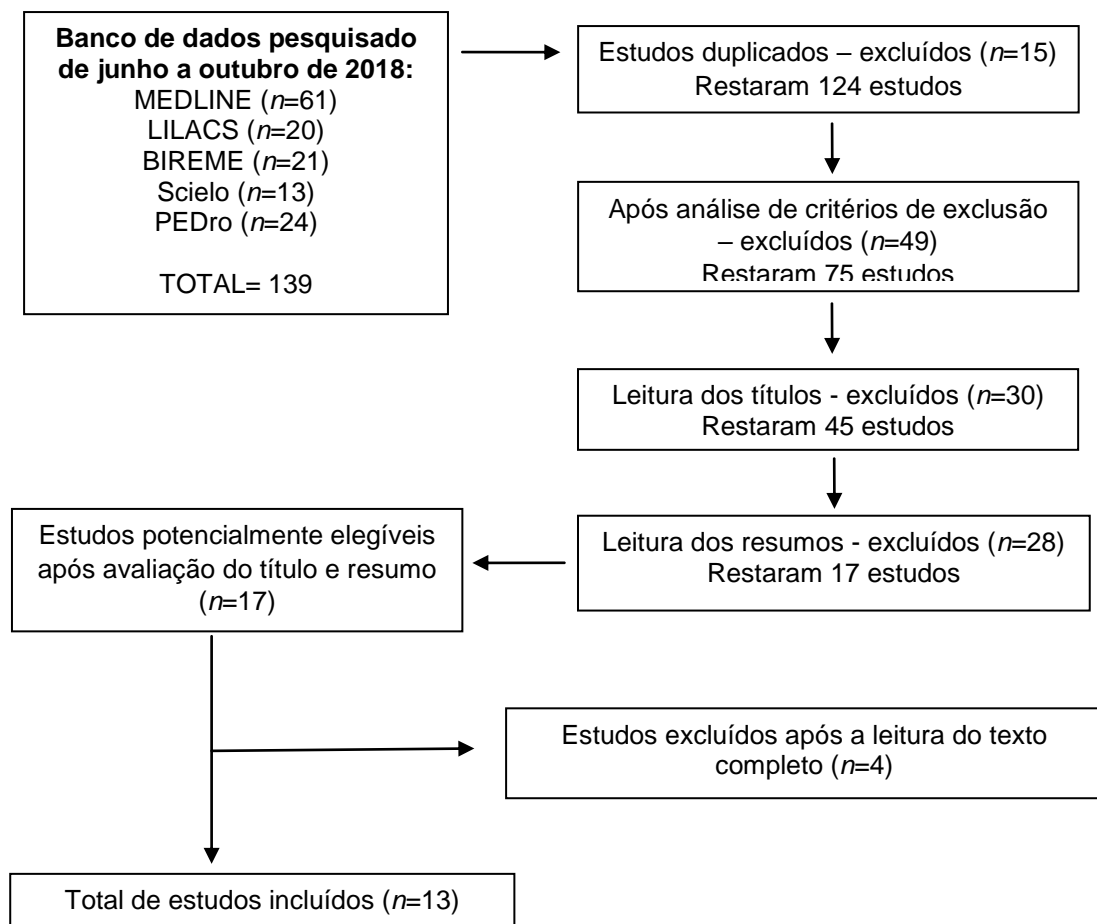 Banco de dados pesquisado
de junho a outubro de 2018:
MEDLINE (n=61)
LILACS (n=20)
BIREME (n=21)
Scielo (n=13)
PEDro (n=24)
TOTAL= 139
Estudos duplicados – excluídos (n=15)
Restaram 124 estudos
Após análise de critérios de exclusão
– excluídos (n=49)
Restaram 75 estudos
Leitura dos títulos - excluídos (n=30)
Restaram 45 estudos
Leitura dos resumos - excluídos (n=28)
Restaram 17 estudos
Estudos potencialmente elegíveis
após avaliação do título e resumo
(n=17)
Estudos excluídos após a leitura do texto
completo (n=4)
Total de estudos incluídos (n=13)